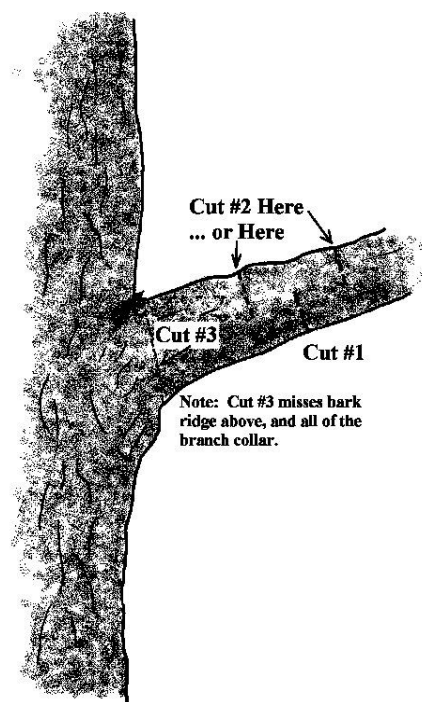 Cut #2 Here
... or Here
Cut #3
Cut #1
Note: Cut #3 misses bark
ridge above, and all of the
branch collar.